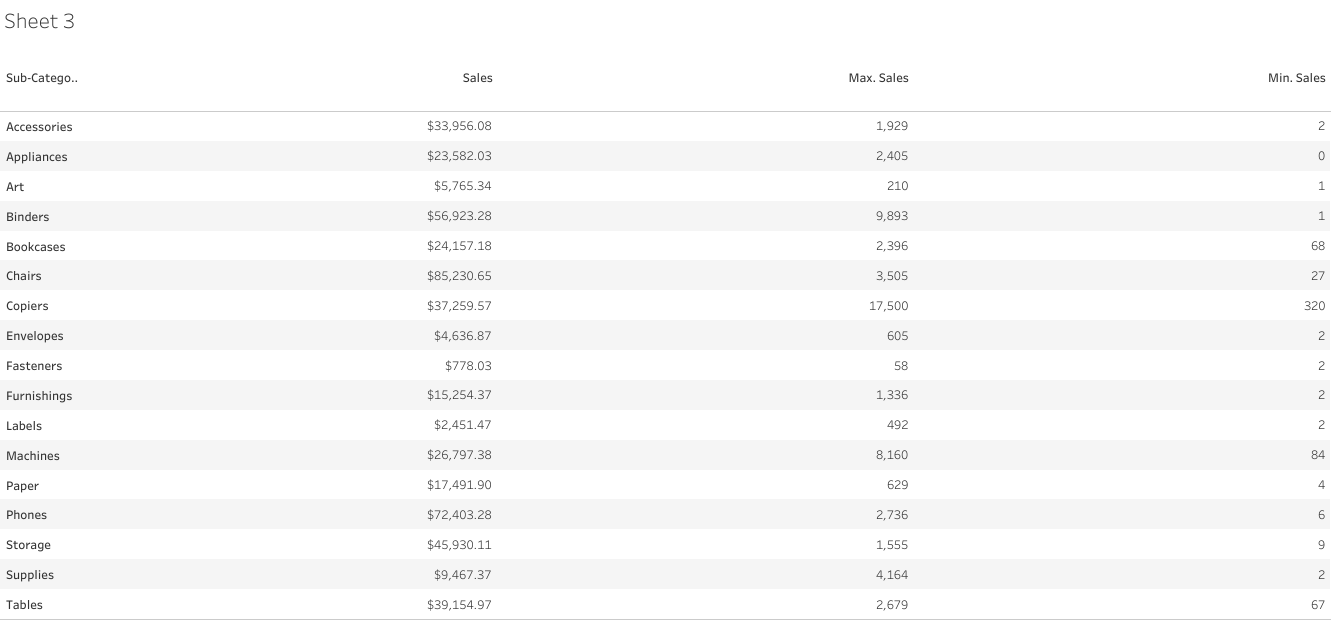 Sheet 3
Sub-Catego.. Sales Max. Sales Min. Sales
Accessories $33,956.08 1,929 2
Appliances $23,582.03 2,405 0
Art $5,765.34 210 1
Binders $56,923.28 9,893 1
Bookcases $24,157.18 2,396 68
Chairs $85,230.65 3,505 27
Copiers $37,259.57 17,500 320
Envelopes $4,636.87 605 2
Fasteners $778.03 58 2
Furnishings $15,254.37 1,336 2
Labels $2,451.47 492 2
Machines $26,797.38 8,160 84
Paper $17,491.90 629 4
Phones $72,403.28 2,736 6
Storage $45,930.11 1,555 9
Supplies $9,467.37 4,164 2
Tables $39,154.97 2,679 67